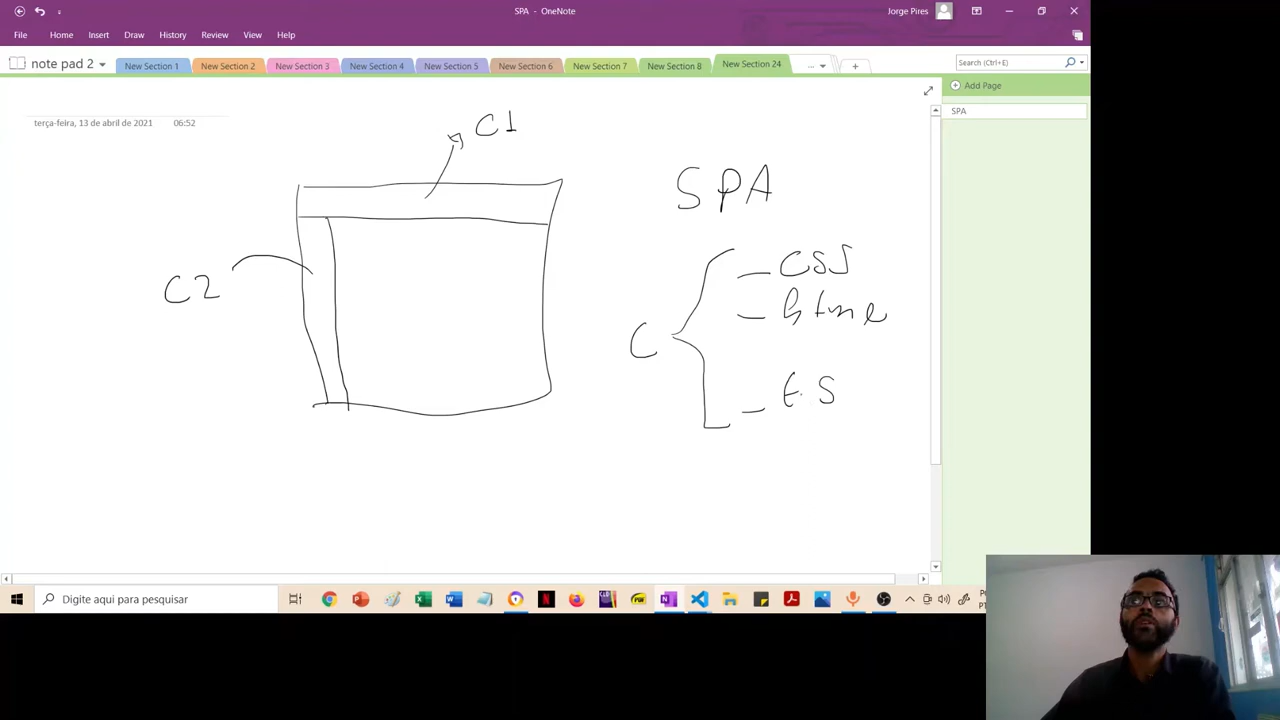 SPA - OneNote
Jorge Pires
File Home Insert Draw History Review View Help
note pad 2
New Section 1 New Section 2 New Section 3 New Section 4 New Section 5 New Section 6 New Section 7 New Section 8 New Section 24 ...
Search (Ctrl+E)
Add Page
SPA
terça-feira, 13 de abril de 2021 06:52
C1
SPA
C2
C
- CSS
- html
- t.S
Digite aqui para pesquisar